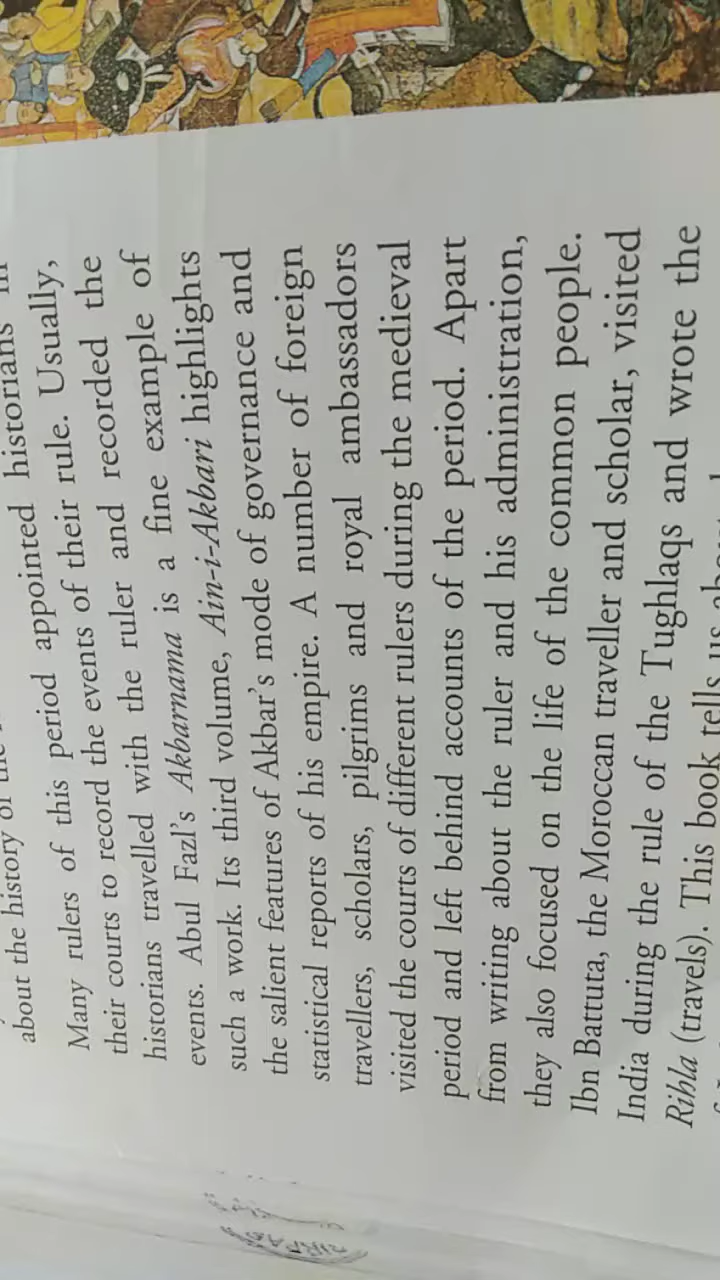 about the history of
Many rulers of this period appointed historians in
their courts to record the events of their rule. Usually,
historians travelled with the ruler and recorded the
events. Abul Fazl's Akbarnama is a fine example of
such a work. Its third volume, Ain-i-Akbari highlights
the salient features of Akbar's mode of governance and
statistical reports of his empire. A number of foreign
travellers, scholars, pilgrims and royal ambassadors
visited the courts of different rulers during the medieval
period and left behind accounts of the period. Apart
from writing about the ruler and his administration,
they also focused on the life of the common people.
Ibn Battuta, the Moroccan traveller and scholar, visited
India during the rule of the Tughlaqs and wrote the
Rihla (travels). This book tells us